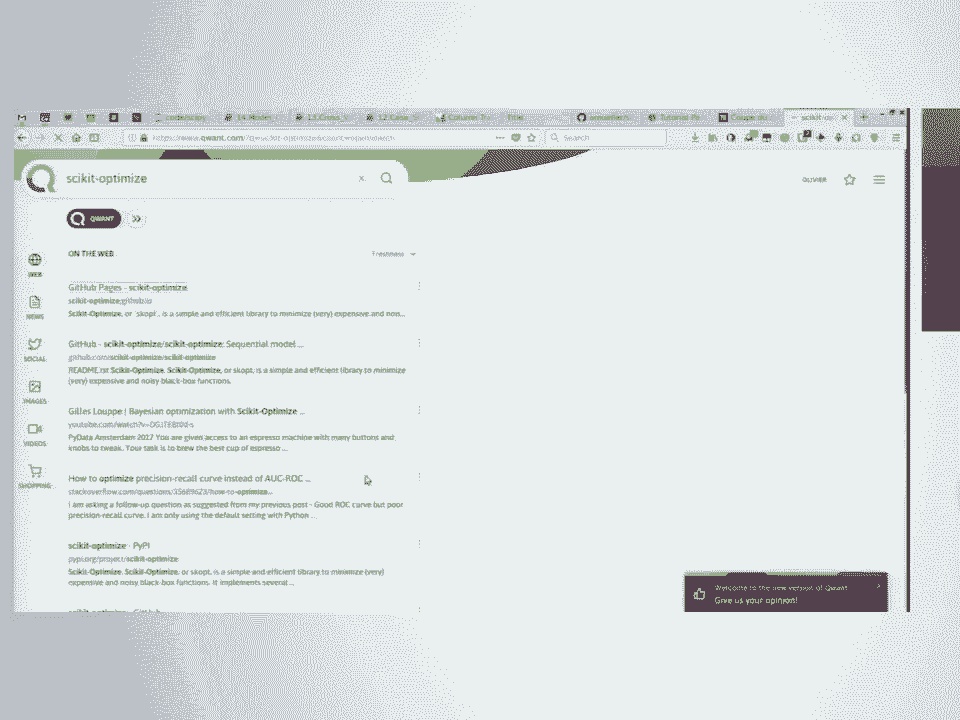 Search
scikit-optimize
OLIVIER
QWANT
ON THE WEB
Freshness
WEB
NEWS
SOCIAL
IMAGES
VIDEOS
SHOPPING
GitHub Pages - scikit-optimize
scikit-optimize.github.io
Scikit-Optimize, or `skopt`, is a simple and efficient library to minimize (very) expensive and nois...
GitHub - scikit-optimize/scikit-optimize: Sequential model ...
github.com/scikit-optimize/scikit-optimize
README.rst Scikit-Optimize. Scikit-Optimize, or skopt, is a simple and efficient library to minimize
(very) expensive and noisy black-box functions.
Gilles Louppe | Bayesian optimization with Scikit-Optimize ...
PyData Amsterdam 2017 You are given access to an espresso machine with many buttons and
knobs to tweak. Your task is to brew the best cup of espresso ...
How to optimize precision-recall curve instead of AUC-ROC ...
stackoverflow.com/questions/35689623/how-to-optimize...
I am asking a follow-up question as suggested from my previous post - Good ROC curve but poor
precision-recall curve. I am only using the default setting with Python ...
scikit-optimize · PyPI
pypi.org/project/scikit-optimize
Scikit-Optimize. Scikit-Optimize, or skopt, is a simple and efficient library to minimize (very)
expensive and noisy black-box functions. It implements several ...
Welcome to the new version of Qwant
Give us your opinion!